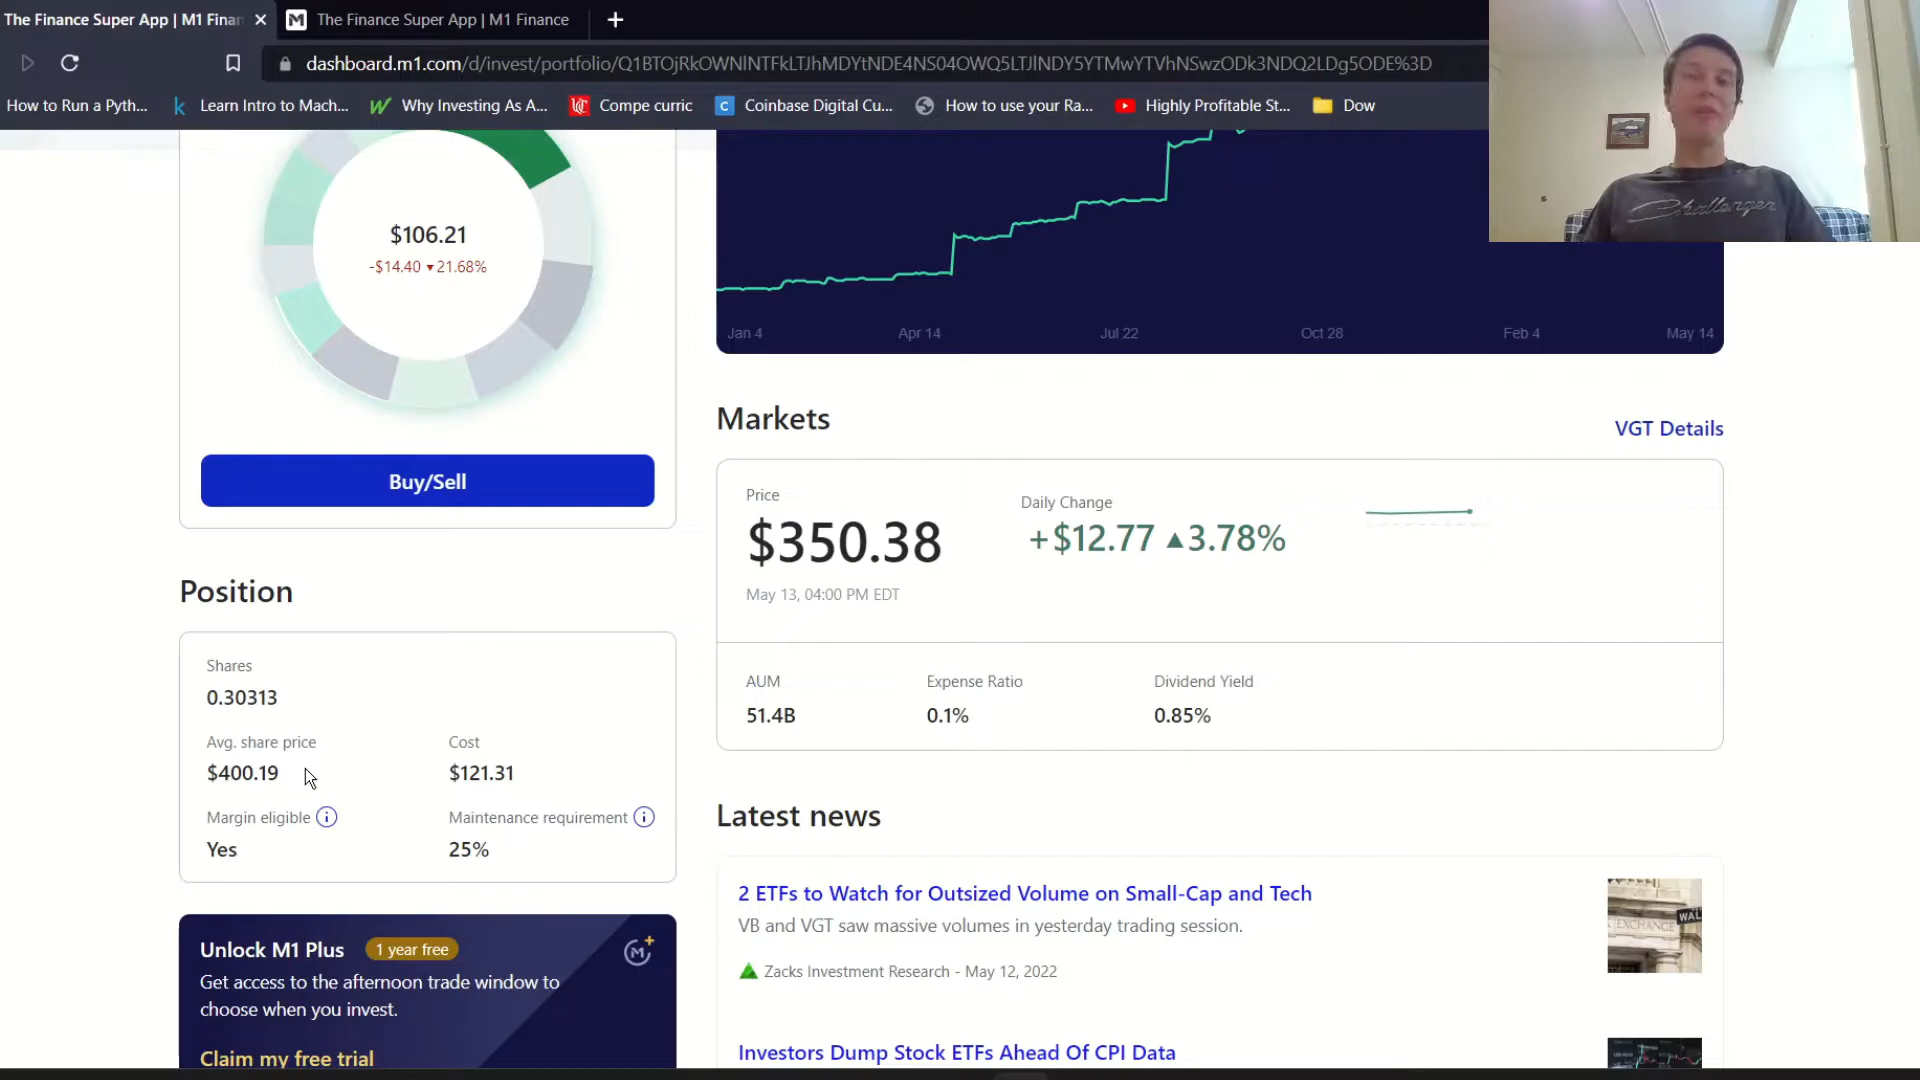 The Finance Super App | M1 Finan
The Finance Super App | M1 Finance
dashboard.m1.com/d/invest/portfolio/Q1BTOjRkOWNlNTFkLTJhMDYtNDE4NS04OWQ5LTJlNDY5YTMwYTVhNSwzODk3NDQ2LDg5ODE%3D
How to Run a Pyth...
Learn Intro to Mach...
Why Investing As A...
Compe curric
Coinbase Digital Cu...
How to use your Ra...
Highly Profitable St...
Dow
$106.21
-$14.40 ▼21.68%
Buy/Sell
Position
Shares
0.30313
Avg. share price
Cost
$400.19
$121.31
Margin eligible
Maintenance requirement
Yes
25%
Unlock M1 Plus
1 year free
Get access to the afternoon trade window to
choose when you invest.
Claim my free trial
Jan 4
Apr 14
Jul 22
Oct 28
Feb 4
May 14
Markets
VGT Details
Price
$350.38
May 13, 04:00 PM EDT
Daily Change
+$12.77 ▲3.78%
AUM
51.4B
Expense Ratio
0.1%
Dividend Yield
0.85%
Latest news
2 ETFs to Watch for Outsized Volume on Small-Cap and Tech
VB and VGT saw massive volumes in yesterday trading session.
Zacks Investment Research - May 12, 2022
EXCHANGE
WAL
Investors Dump Stock ETFs Ahead Of CPI Data
Challenger